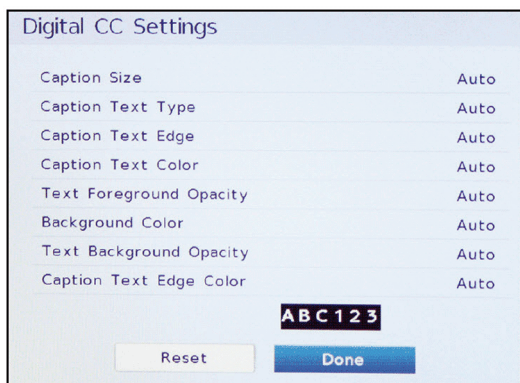 Digital CC Settings
Caption Size Auto
Caption Text Type Auto
Caption Text Edge Auto
Caption Text Color Auto
Text Foreground Opacity Auto
Background Color Auto
Text Background Opacity Auto
Caption Text Edge Color Auto
ABC123
Reset Done